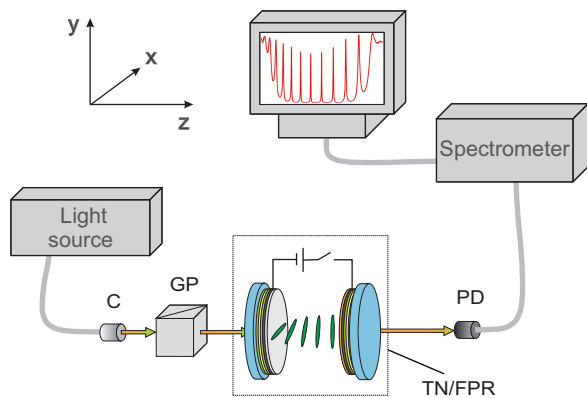 y
x
z
Spectrometer
Light
source
C
GP
PD
TN/FPR